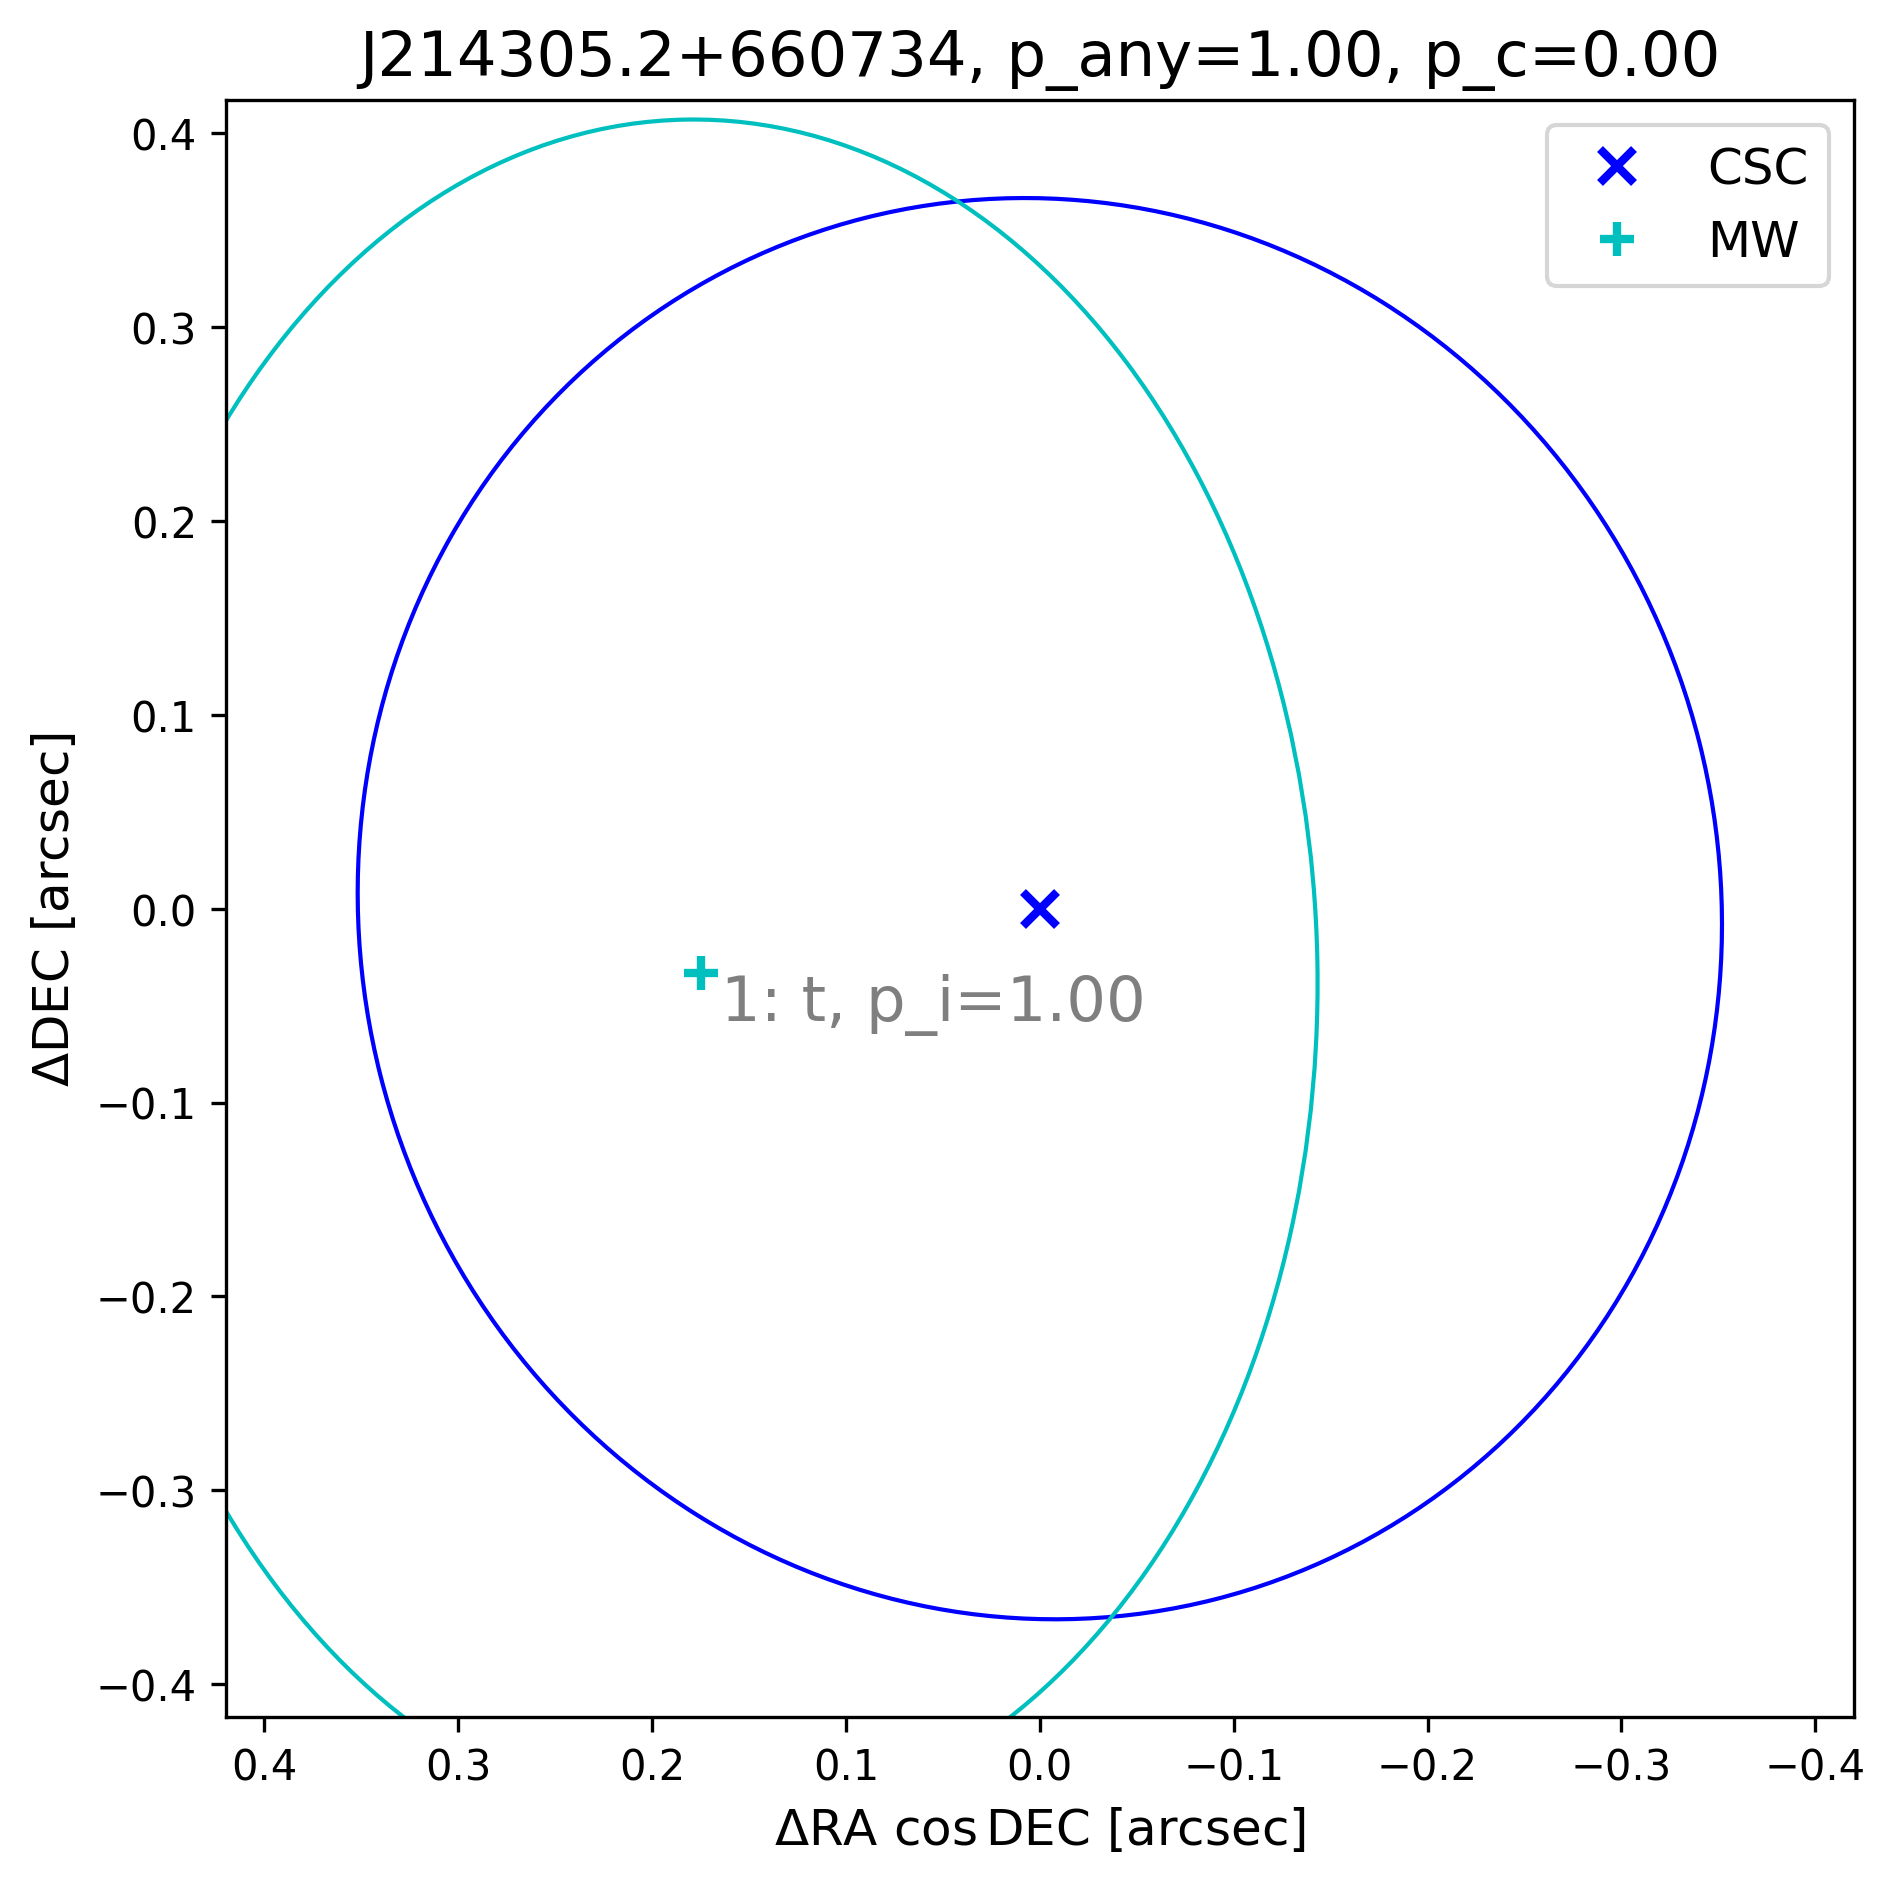 J214305.2+660734, p_any=1.00, p_c=0.00
CSC
MW
0.4
0.3
0.2
0.1
0.0
−0.1
−0.2
−0.3
−0.4
ΔDEC [arcsec]
1: t, p_i=1.00
0.4 0.3 0.2 0.1 0.0 −0.1 −0.2 −0.3 −0.4
ΔRA cos DEC [arcsec]